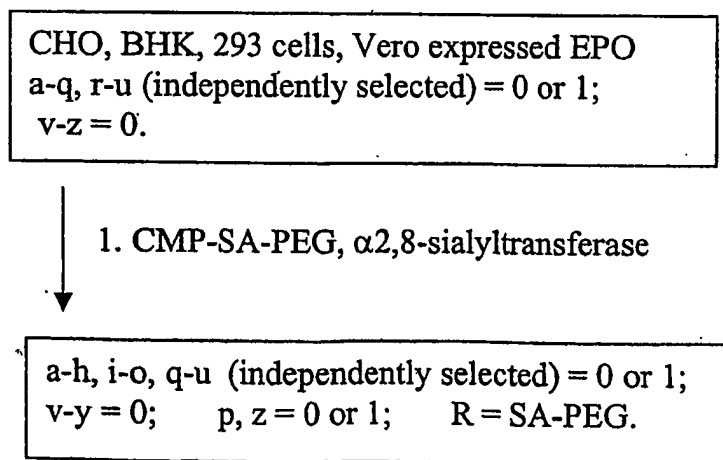 CHO, BHK, 293 cells, Vero expressed EPO
a-q, r-u (independently selected) = 0 or 1;
v-z = 0.
1. CMP-SA-PEG, α2,8-sialyltransferase
a-h, i-o, q-u (independently selected) = 0 or 1;
v-y = 0; p, z = 0 or 1; R = SA-PEG.